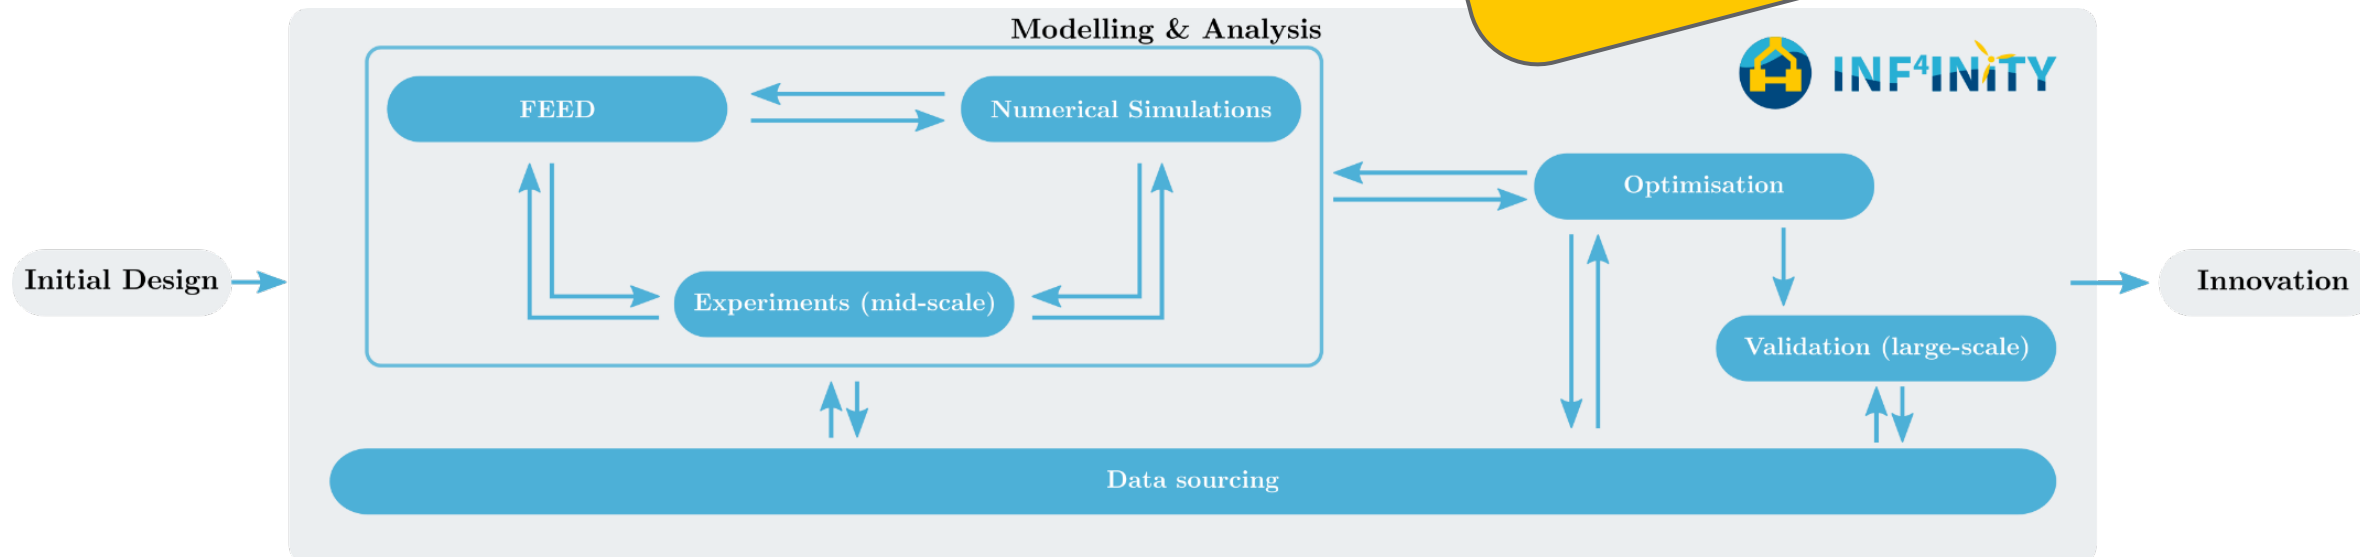 Modelling & Analysis
FEED
Numerical Simulations
INF⁴INiTY
Optimisation
Initial Design
Innovation
Experiments (mid-scale)
Validation (large-scale)
Data sourcing